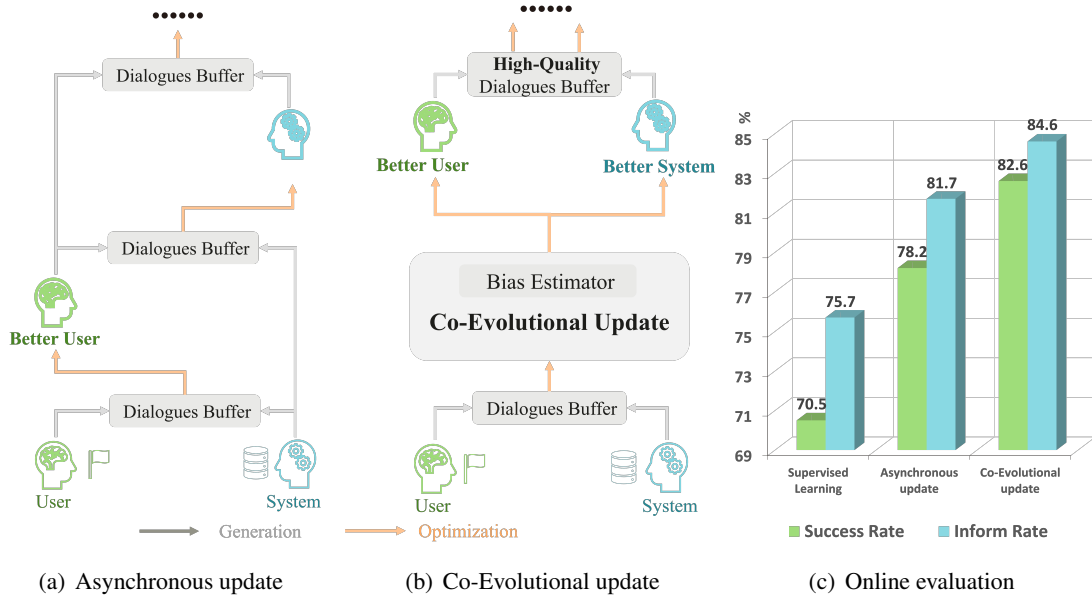 ••••••
Dialogues Buffer
Dialogues Buffer
Better User
Dialogues Buffer
User
System
••••••
High-Quality
Dialogues Buffer
Better User
Better System
Bias Estimator
Co-Evolutional Update
Dialogues Buffer
User
System
Generation
Optimization
%
85
83
81
79
77
75
73
71
69
70.5
75.7
78.2
81.7
82.6
84.6
Supervised
Learning
Asynchronous
update
Co-Evolutional
update
Success Rate
Inform Rate
(a) Asynchronous update
(b) Co-Evolutional update
(c) Online evaluation